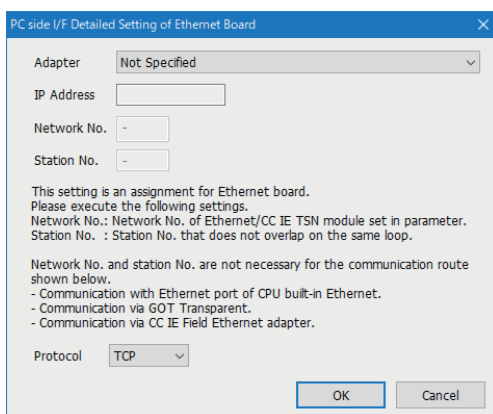 PC side I/F Detailed Setting of Ethernet Board
Adapter Not Specified
IP Address
Network No. -
Station No. -
This setting is an assignment for Ethernet board.
Please execute the following settings.
Network No.: Network No. of Ethernet/CC IE TSN module set in parameter.
Station No. : Station No. that does not overlap on the same loop.
Network No. and station No. are not necessary for the communication route
shown below.
- Communication with Ethernet port of CPU built-in Ethernet.
- Communication via GOT Transparent.
- Communication via CC IE Field Ethernet adapter.
Protocol TCP
OK Cancel